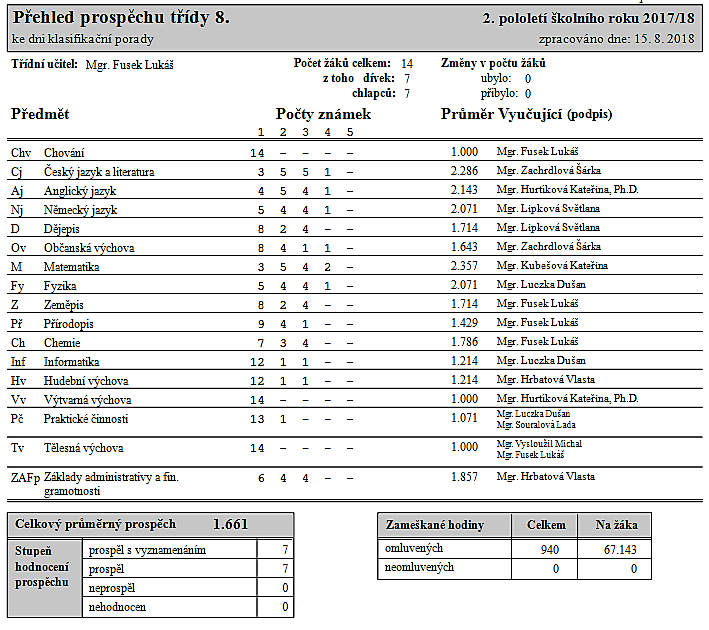 Přehled prospěchu třídy 8. 2. pololetí školního roku 2017/18
ke dni klasifikační porady zpracováno dne: 15. 8. 2018
Třídní učitel: Mgr. Fusek Lukáš Počet žáků celkem: 14 Změny v počtu žáků
z toho dívek: 7 ubylo: 0
chlapců: 7 přibylo: 0
Předmět Počty známek Průměr Vyučující (podpis)
1 2 3 4 5
Chv Chování 14 – – – – 1.000 Mgr. Fusek Lukáš
Cj Český jazyk a literatura 3 5 5 1 – 2.286 Mgr. Zachrdlová Šárka
Aj Anglický jazyk 4 5 4 1 – 2.143 Mgr. Hurtíková Kateřina, Ph.D.
Nj Německý jazyk 5 4 4 1 – 2.071 Mgr. Lipková Světlana
D Dějepis 8 2 4 – – 1.714 Mgr. Lipková Světlana
Ov Občanská výchova 8 4 1 1 – 1.643 Mgr. Zachrdlová Šárka
M Matematika 3 5 4 2 – 2.357 Mgr. Kubešová Kateřina
Fy Fyzika 5 4 4 1 – 2.071 Mgr. Luczka Dušan
Z Zeměpis 8 2 4 – – 1.714 Mgr. Fusek Lukáš
Př Přírodopis 9 4 1 – – 1.429 Mgr. Fusek Lukáš
Ch Chemie 7 3 4 – – 1.786 Mgr. Fusek Lukáš
Inf Informatika 12 1 1 – – 1.214 Mgr. Luczka Dušan
Hv Hudební výchova 12 1 1 – – 1.214 Mgr. Hrbatová Vlasta
Vv Výtvarná výchova 14 – – – – 1.000 Mgr. Hurtíková Kateřina, Ph.D.
Pč Praktické činnosti 13 1 – – – 1.071 Mgr. Luczka Dušan
Mgr. Souralová Lada
Tv Tělesná výchova 14 – – – – 1.000 Mgr. Vysloužil Michal
Mgr. Fusek Lukáš
ZAFp Základy administrativy a fin. 6 4 4 – – 1.857 Mgr. Hrbatová Vlasta
gramotnosti
Celkový průměrný prospěch 1.661
Stupeň hodnocení prospěchu
prospěl s vyznamenáním 7
prospěl 7
neprospěl 0
nehodnocen 0
Zameškané hodiny Celkem Na žáka
omluvených 940 67.143
neomluvených 0 0